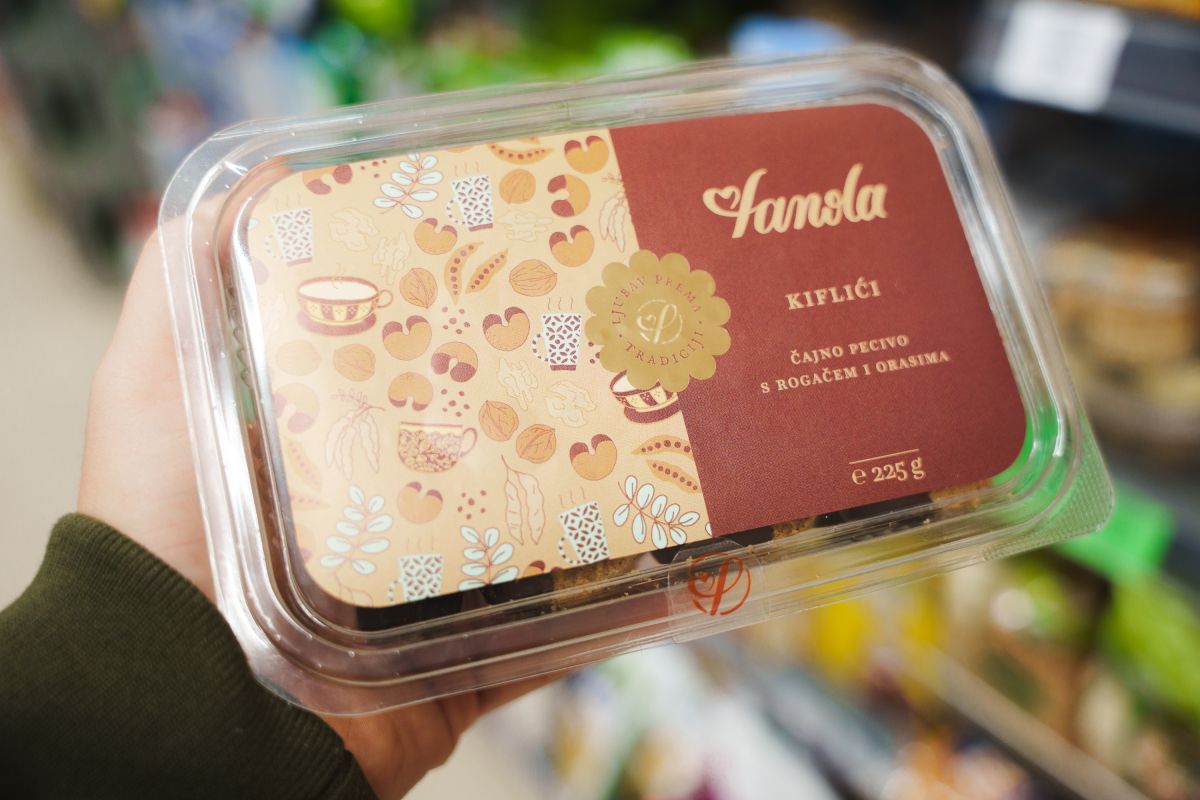 fanola
KIFLIĆI
ČAJNO PECIVO
S ROGAČEM I ORASIMA
℮ 225 g
LJUBAV PREMA
TRADICIJI